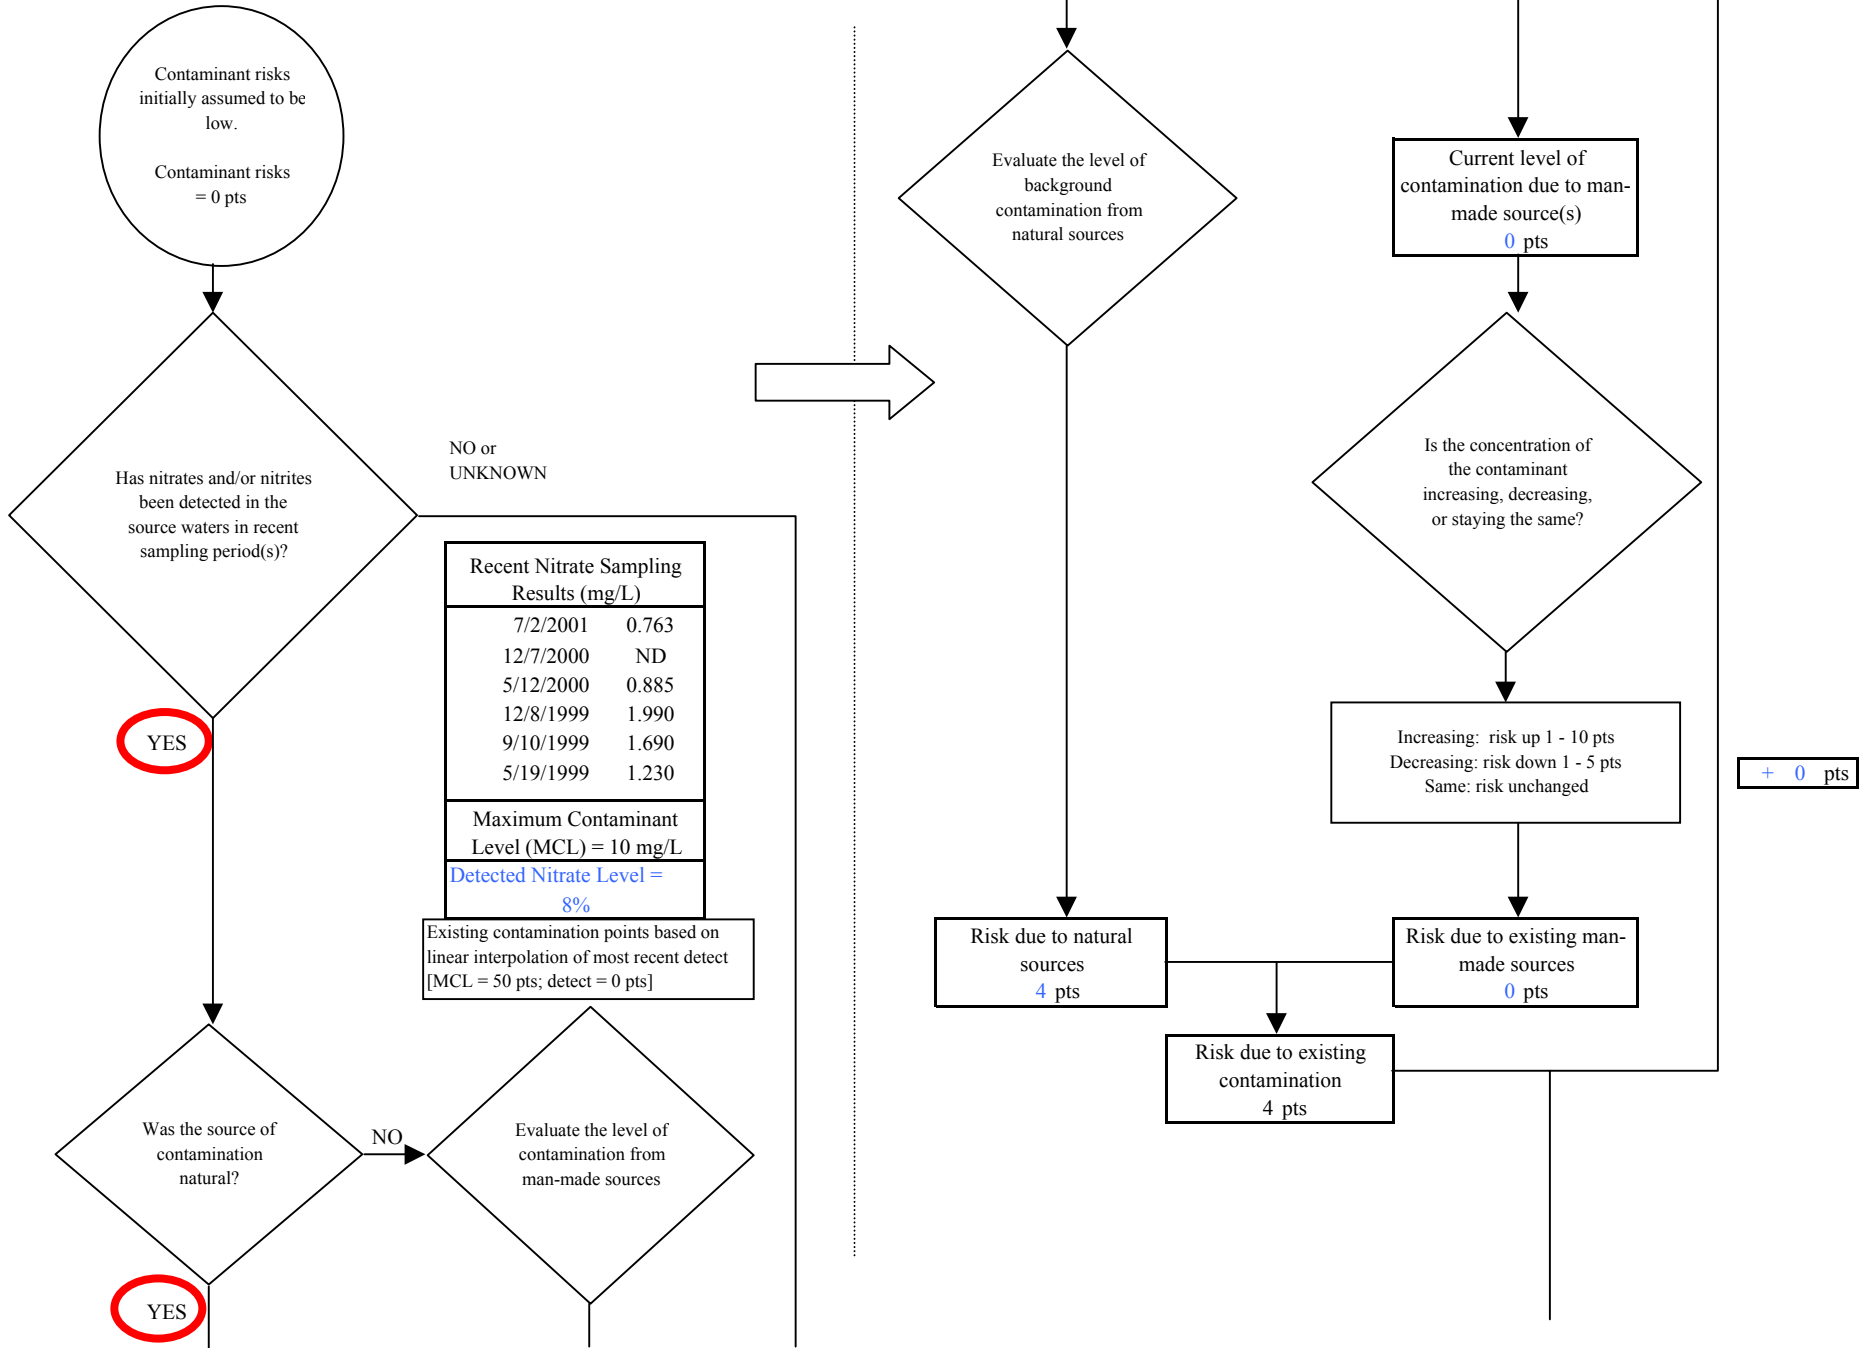 Contaminant risks
initially assumed to be
low.
Contaminant risks
= 0 pts
Has nitrates and/or nitrites
been detected in the
source waters in recent
sampling period(s)?
NO or
UNKNOWN
YES
Recent Nitrate Sampling
Results (mg/L)
7/2/2001 0.763
12/7/2000 ND
5/12/2000 0.885
12/8/1999 1.990
9/10/1999 1.690
5/19/1999 1.230
Maximum Contaminant
Level (MCL) = 10 mg/L
Detected Nitrate Level =
8%
Existing contamination points based on
linear interpolation of most recent detect
[MCL = 50 pts; detect = 0 pts]
Was the source of
contamination
natural?
NO
YES
Evaluate the level of
contamination from
man-made sources
Evaluate the level of
background
contamination from
natural sources
Current level of
contamination due to man-
made source(s)
0 pts
Is the concentration of
the contaminant
increasing, decreasing,
or staying the same?
Increasing: risk up 1 - 10 pts
Decreasing: risk down 1 - 5 pts
Same: risk unchanged
+ 0 pts
Risk due to natural
sources
4 pts
Risk due to existing man-
made sources
0 pts
Risk due to existing
contamination
4 pts